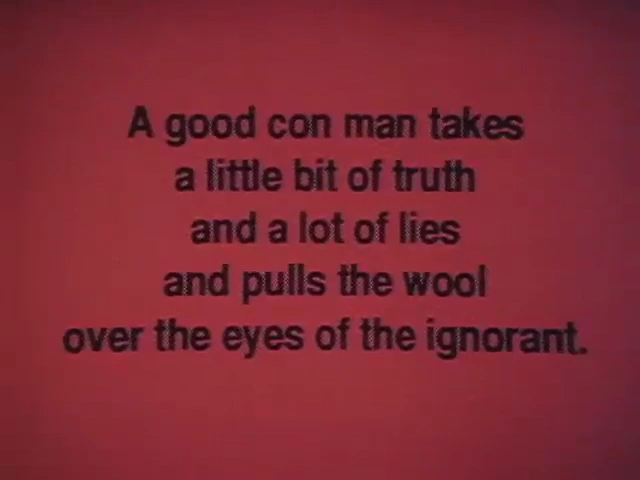 A good con man takes
a little bit of truth
and a lot of lies
and pulls the wool
over the eyes of the ignorant.